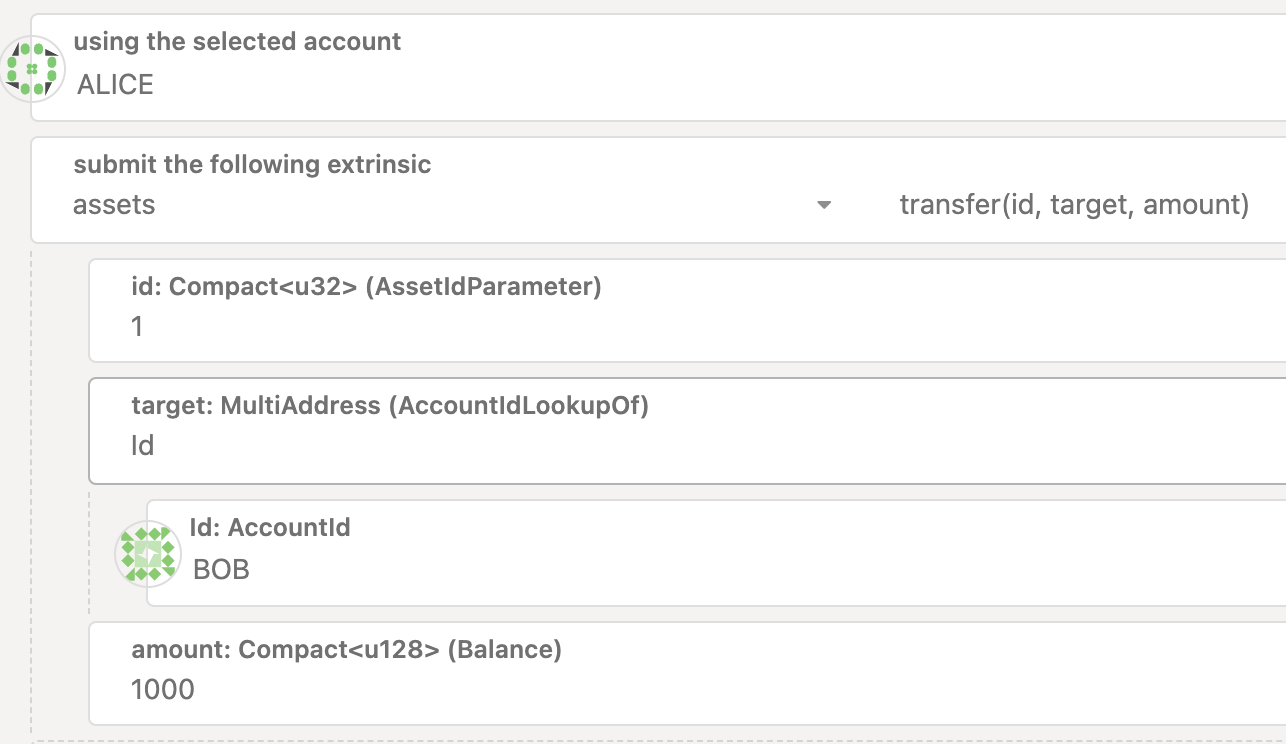 using the selected account
ALICE
submit the following extrinsic
assets
transfer(id, target, amount)
id: Compact<u32> (AssetIdParameter)
1
target: MultiAddress (AccountIdLookupOf)
Id
Id: AccountId
BOB
amount: Compact<u128> (Balance)
1000